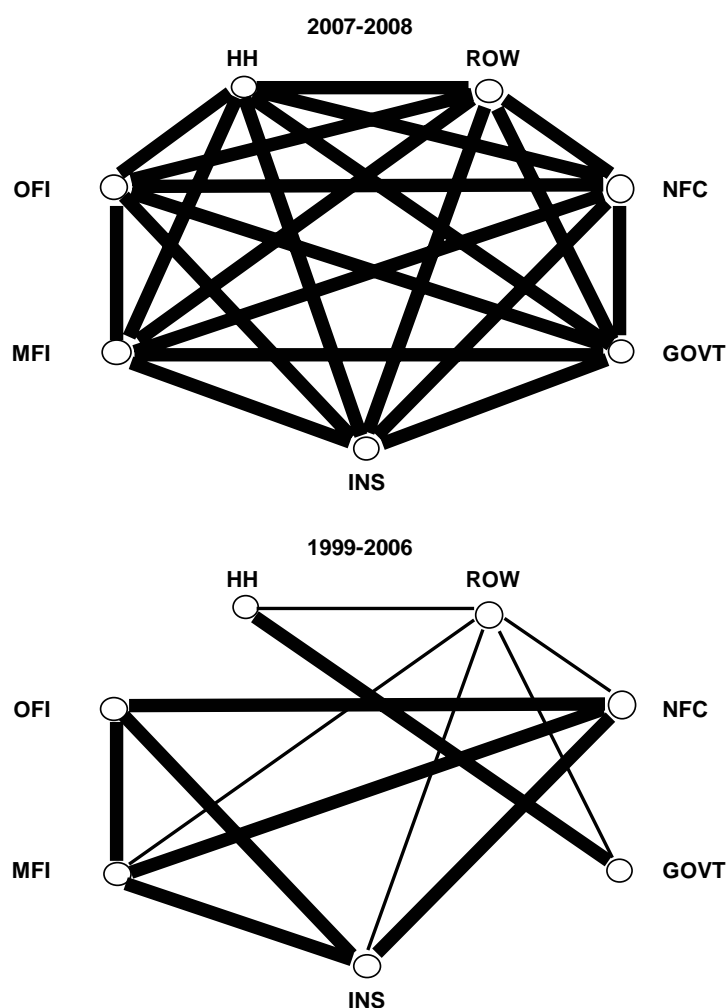 2007-2008
HH ROW
OFI NFC
MFI GOVT
INS
1999-2006
HH ROW
OFI NFC
MFI GOVT
INS